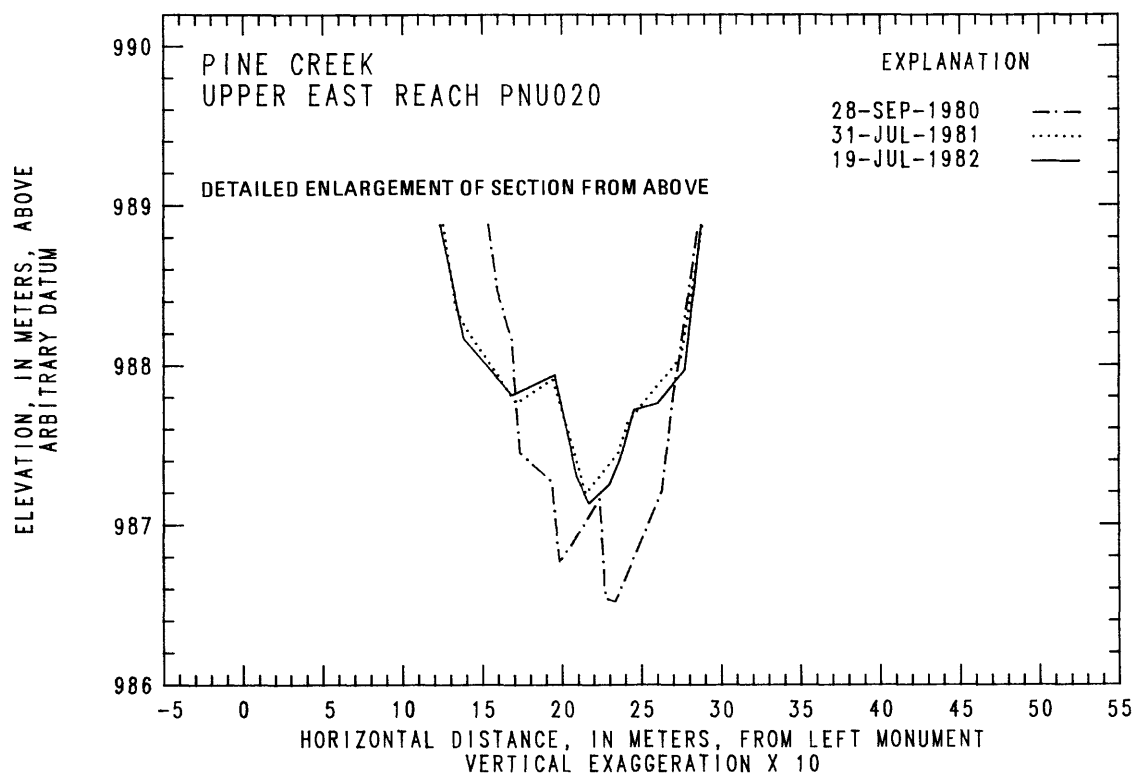 990
989
988
987
986
ELEVATION, IN METERS, ABOVE
ARBITRARY DATUM
PINE CREEK
UPPER EAST REACH PNU020
EXPLANATION
28-SEP-1980
31-JUL-1981
19-JUL-1982
DETAILED ENLARGEMENT OF SECTION FROM ABOVE
-5 0 5 10 15 20 25 30 35 40 45 50 55
HORIZONTAL DISTANCE, IN METERS, FROM LEFT MONUMENT
VERTICAL EXAGGERATION X 10